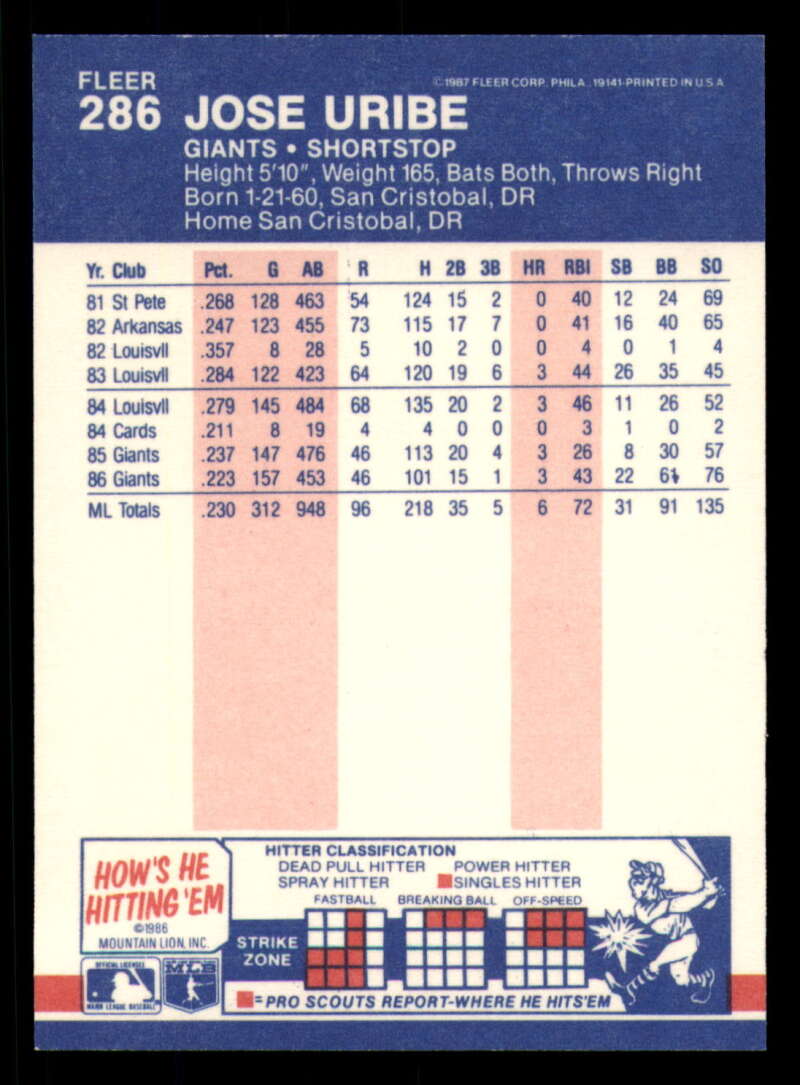 FLEER
©1987 FLEER CORP. PHILA., 19141-PRINTED IN U.S.A
286 JOSE URIBE
GIANTS • SHORTSTOP
Height 5'10", Weight 165, Bats Both, Throws Right
Born 1-21-60, San Cristobal, DR
Home San Cristobal, DR
Yr. Club Pct. G AB R H 2B 3B HR RBI SB BB SO
81 St Pete .268 128 463 54 124 15 2 0 40 12 24 69
82 Arkansas .247 123 455 73 115 17 7 0 41 16 40 65
82 Louisvll .357 8 28 5 10 2 0 0 4 0 1 4
83 Louisvll .284 122 423 64 120 19 6 3 44 26 35 45
84 Louisvll .279 145 484 68 135 20 2 3 46 11 26 52
84 Cards .211 8 19 4 4 0 0 0 3 1 0 2
85 Giants .237 147 476 46 113 20 4 3 26 8 30 57
86 Giants .223 157 453 46 101 15 1 3 43 22 61 76
ML Totals .230 312 948 96 218 35 5 6 72 31 91 135
HOW'S HE
HITTING 'EM
©1986
MOUNTAIN LION, INC.
OFFICIAL LICENSEE
MAJOR LEAGUE BASEBALL
MLB
HITTER CLASSIFICATION
DEAD PULL HITTER POWER HITTER
SPRAY HITTER SINGLES HITTER
FASTBALL BREAKING BALL OFF-SPEED
STRIKE
ZONE
= PRO SCOUTS REPORT-WHERE HE HITS'EM